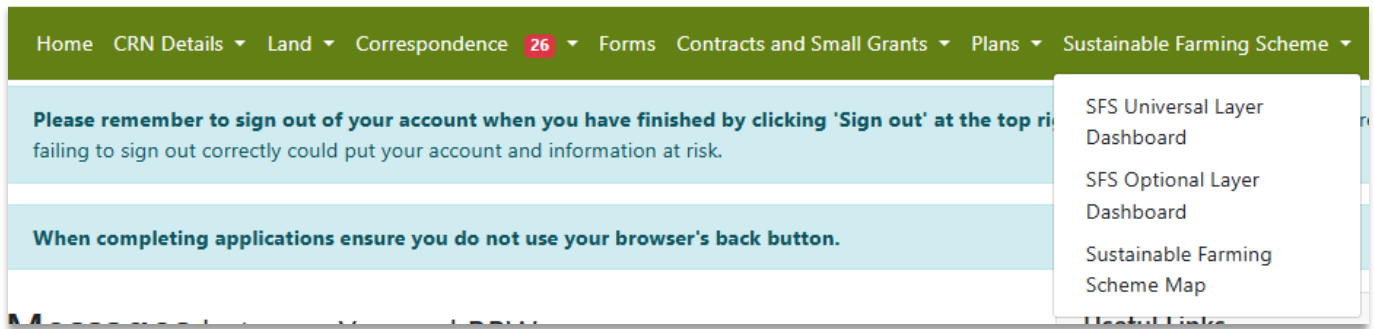 Home CRN Details Land Correspondence 26 Forms Contracts and Small Grants Plans Sustainable Farming Scheme
Please remember to sign out of your account when you have finished by clicking 'Sign out' at the top
failing to sign out correctly could put your account and information at risk.
When completing applications ensure you do not use your browser's back button.
SFS Universal Layer
Dashboard
SFS Optional Layer
Dashboard
Sustainable Farming
Scheme Map